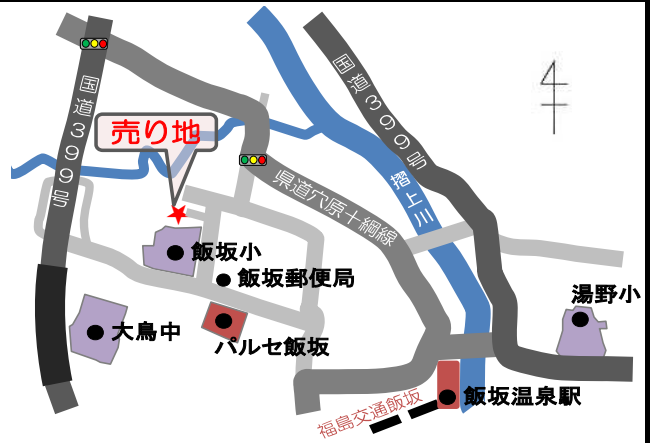 国道399号
国道399号
売り地
県道穴原十綱線
摺上川
飯坂小
飯坂郵便局
湯野小
大鳥中
パルセ飯坂
飯坂温泉駅
福島交通飯坂